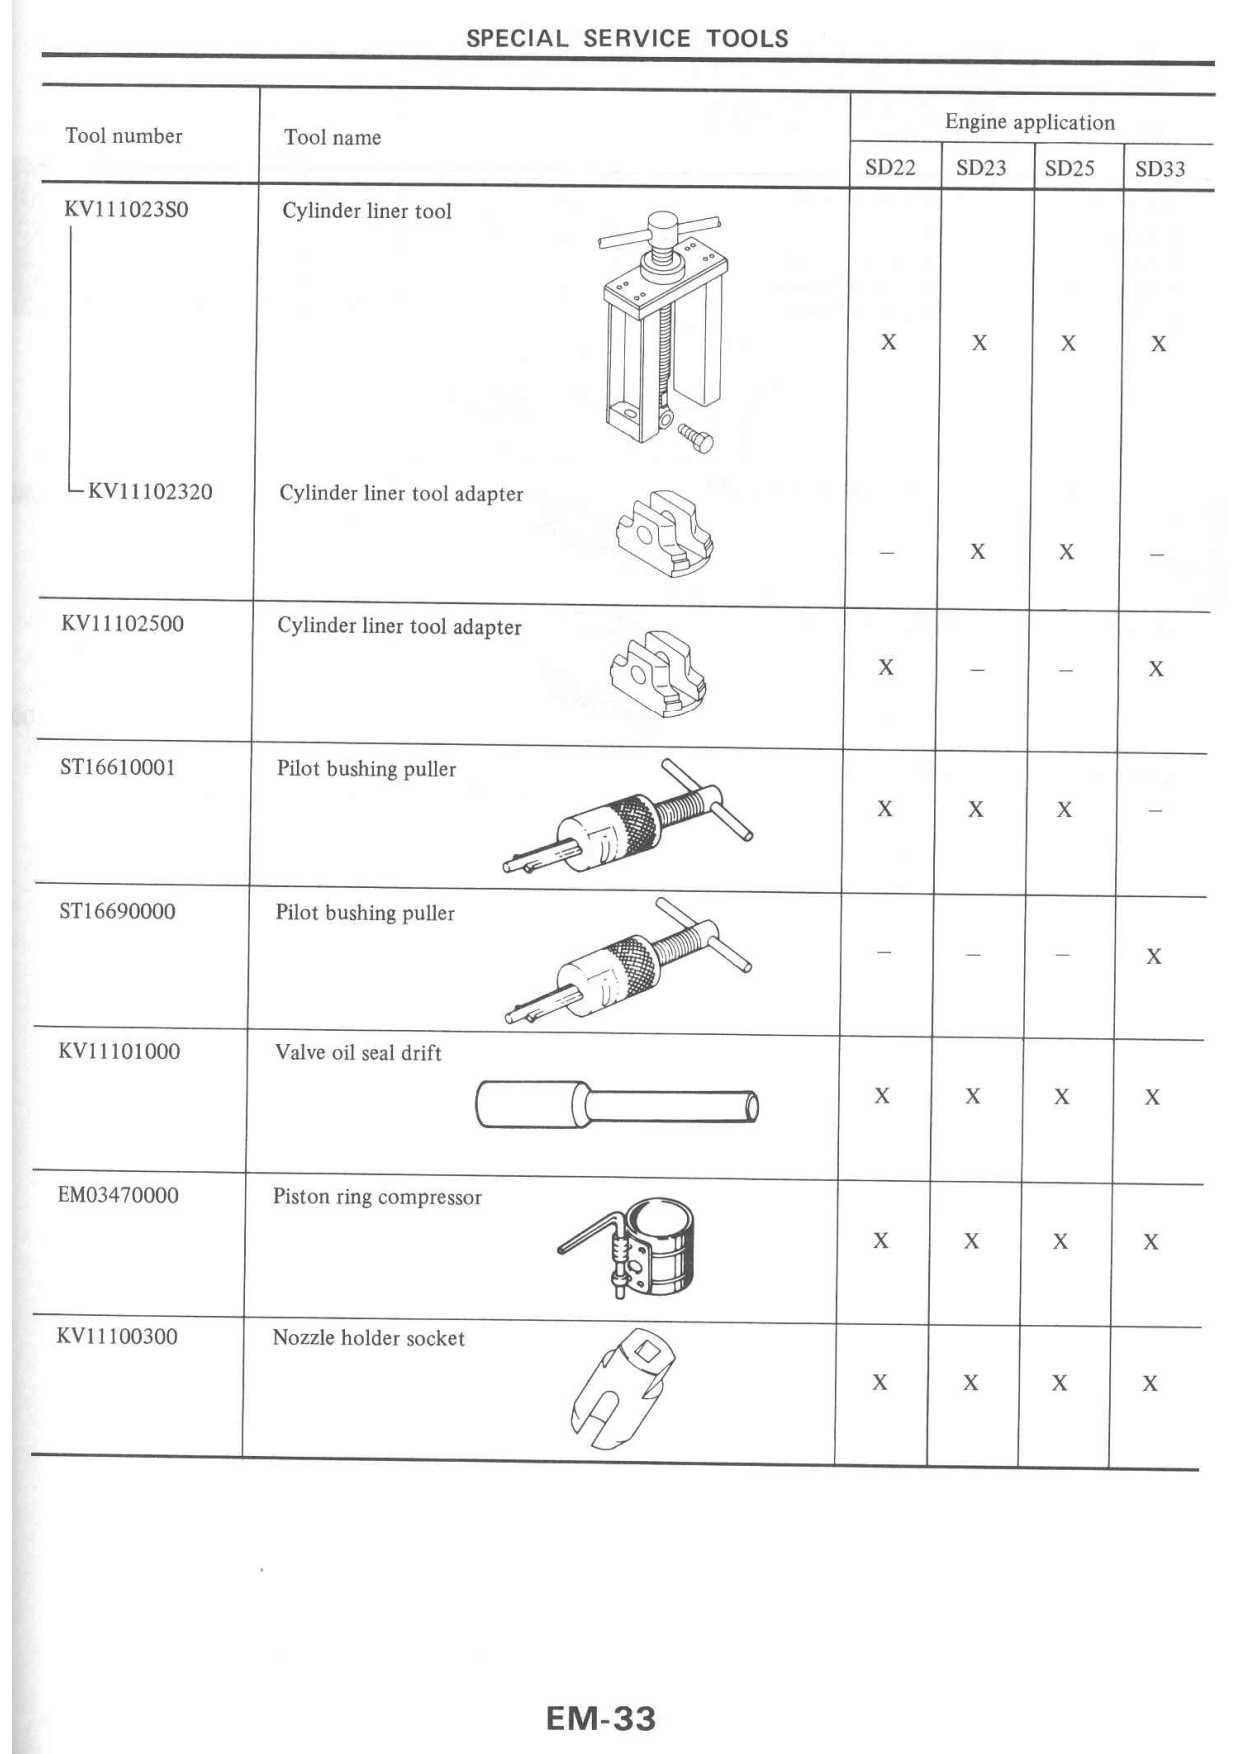 SPECIAL SERVICE TOOLS
Tool number Tool name Engine application
SD22 SD23 SD25 SD33
KV111023S0 Cylinder liner tool
X X X X
KV11102320 Cylinder liner tool adapter
– X X –
KV11102500 Cylinder liner tool adapter
X – – X
ST16610001 Pilot bushing puller
X X X –
ST16690000 Pilot bushing puller
– – – X
KV11101000 Valve oil seal drift
X X X X
EM03470000 Piston ring compressor
X X X X
KV11100300 Nozzle holder socket
X X X X
EM-33